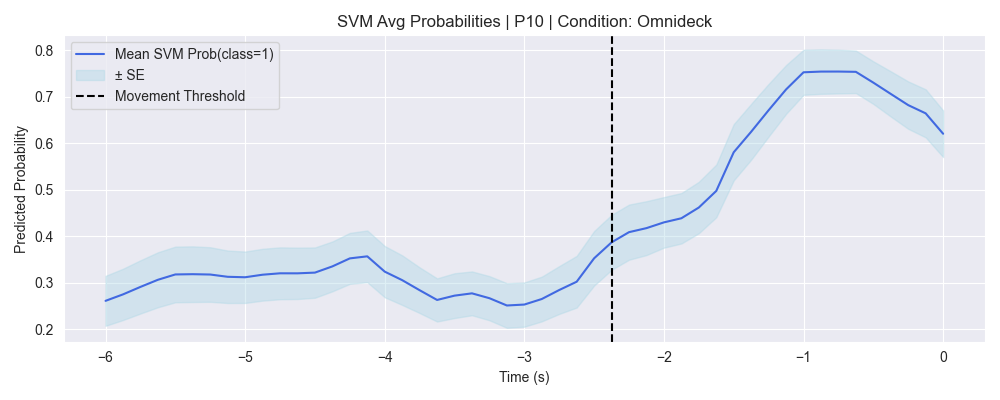 SVM Avg Probabilities | P10 | Condition: Omnideck
Mean SVM Prob(class=1)
± SE
Movement Threshold
Predicted Probability
0.8
0.7
0.6
0.5
0.4
0.3
0.2
−6 −5 −4 −3 −2 −1 0
Time (s)